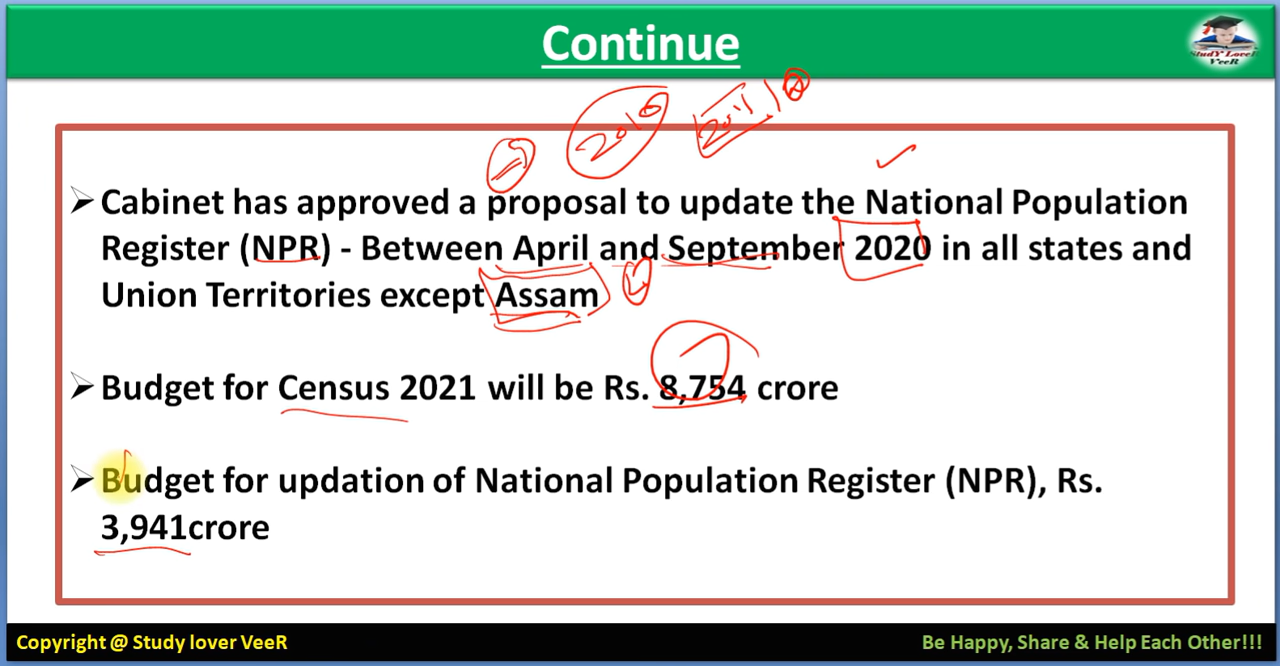 Continue
StudY LoveR
VeeR
2010
➢ Cabinet has approved a proposal to update the National Population
Register (NPR) - Between April and September 2020 in all states and
Union Territories except Assam
➢ Budget for Census 2021 will be Rs. 8,754 crore
➢ Budget for updation of National Population Register (NPR), Rs.
3,941crore
Copyright @ Study lover VeeR
Be Happy, Share & Help Each Other!!!